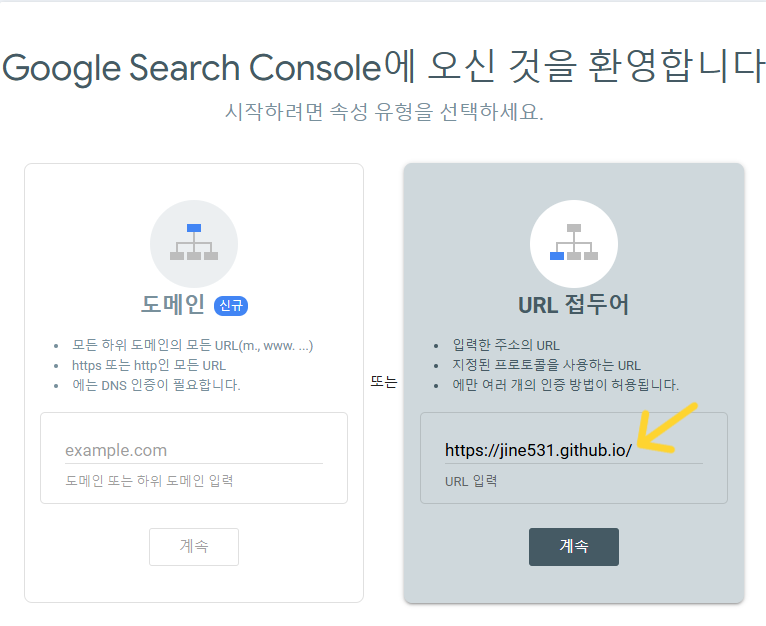 Google Search Console에 오신 것을 환영합니다
시작하려면 속성 유형을 선택하세요.
도메인 신규
모든 하위 도메인의 모든 URL(m., www. ...)
https 또는 http인 모든 URL
에는 DNS 인증이 필요합니다.
example.com
도메인 또는 하위 도메인 입력
계속
또는
URL 접두어
입력한 주소의 URL
지정된 프로토콜을 사용하는 URL
에만 여러 개의 인증 방법이 허용됩니다.
https://jine531.github.io/
URL 입력
계속